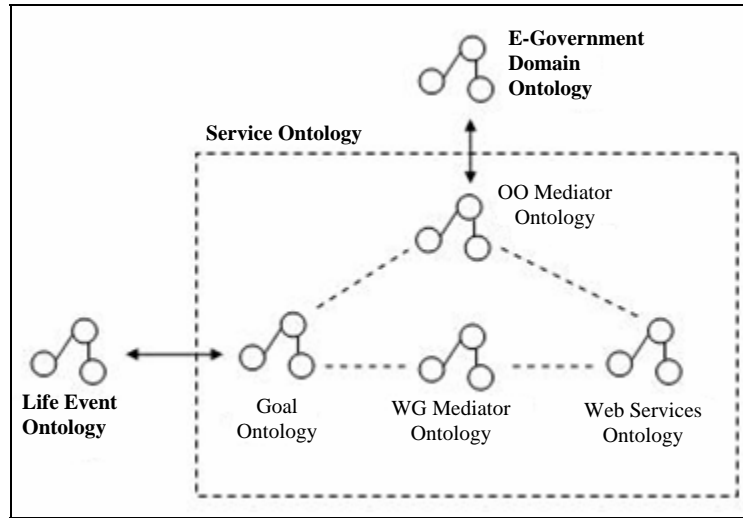 E-Government
Domain
Ontology
Service Ontology
OO Mediator
Ontology
Life Event
Ontology
Goal
Ontology
WG Mediator
Ontology
Web Services
Ontology